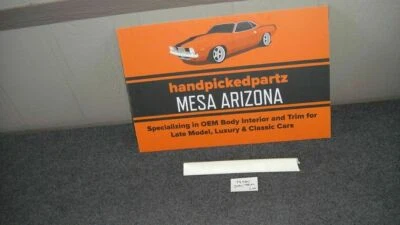 handpickedpartz
MESA ARIZONA
Specializing in OEM Body Interior and Trim for
Late Model, Luxury & Classic Cars